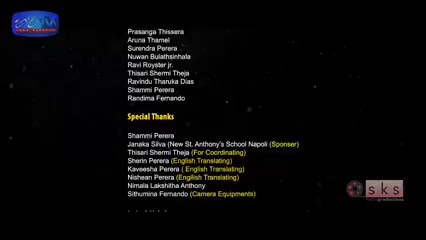 Prasanga Thissera
Aruna Thamel
Surendra Perera
Nuwan Bulathsinhala
Ravi Royster jr.
Thisari Shermi Theja
Ravindu Tharuka Dias
Shammi Perera
Randima Fernando
Special Thanks
Shammi Perera
Janaka Silva (New St. Anthony's School Napoli (Sponser)
Thisari Shermi Theja (For Coordinating)
Sherin Perera (English Translating)
Kaveesha Perera ( English Translating)
Nishean Perera (Engilish Translating)
Nimala Lakshitha Anthony
Sithumina Fernando (Camera Equipments)
sks
productions